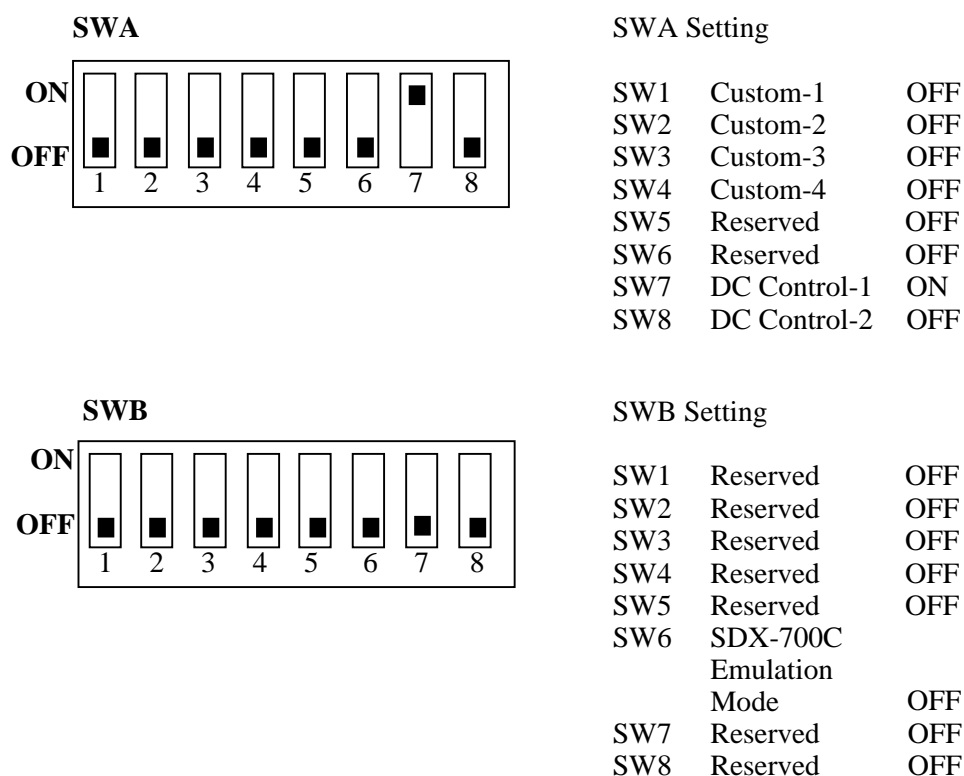 SWA
ON
OFF
1 2 3 4 5 6 7 8
SWA Setting
SW1 Custom-1 OFF
SW2 Custom-2 OFF
SW3 Custom-3 OFF
SW4 Custom-4 OFF
SW5 Reserved OFF
SW6 Reserved OFF
SW7 DC Control-1 ON
SW8 DC Control-2 OFF
SWB
ON
OFF
1 2 3 4 5 6 7 8
SWB Setting
SW1 Reserved OFF
SW2 Reserved OFF
SW3 Reserved OFF
SW4 Reserved OFF
SW5 Reserved OFF
SW6 SDX-700C
Emulation
Mode OFF
SW7 Reserved OFF
SW8 Reserved OFF